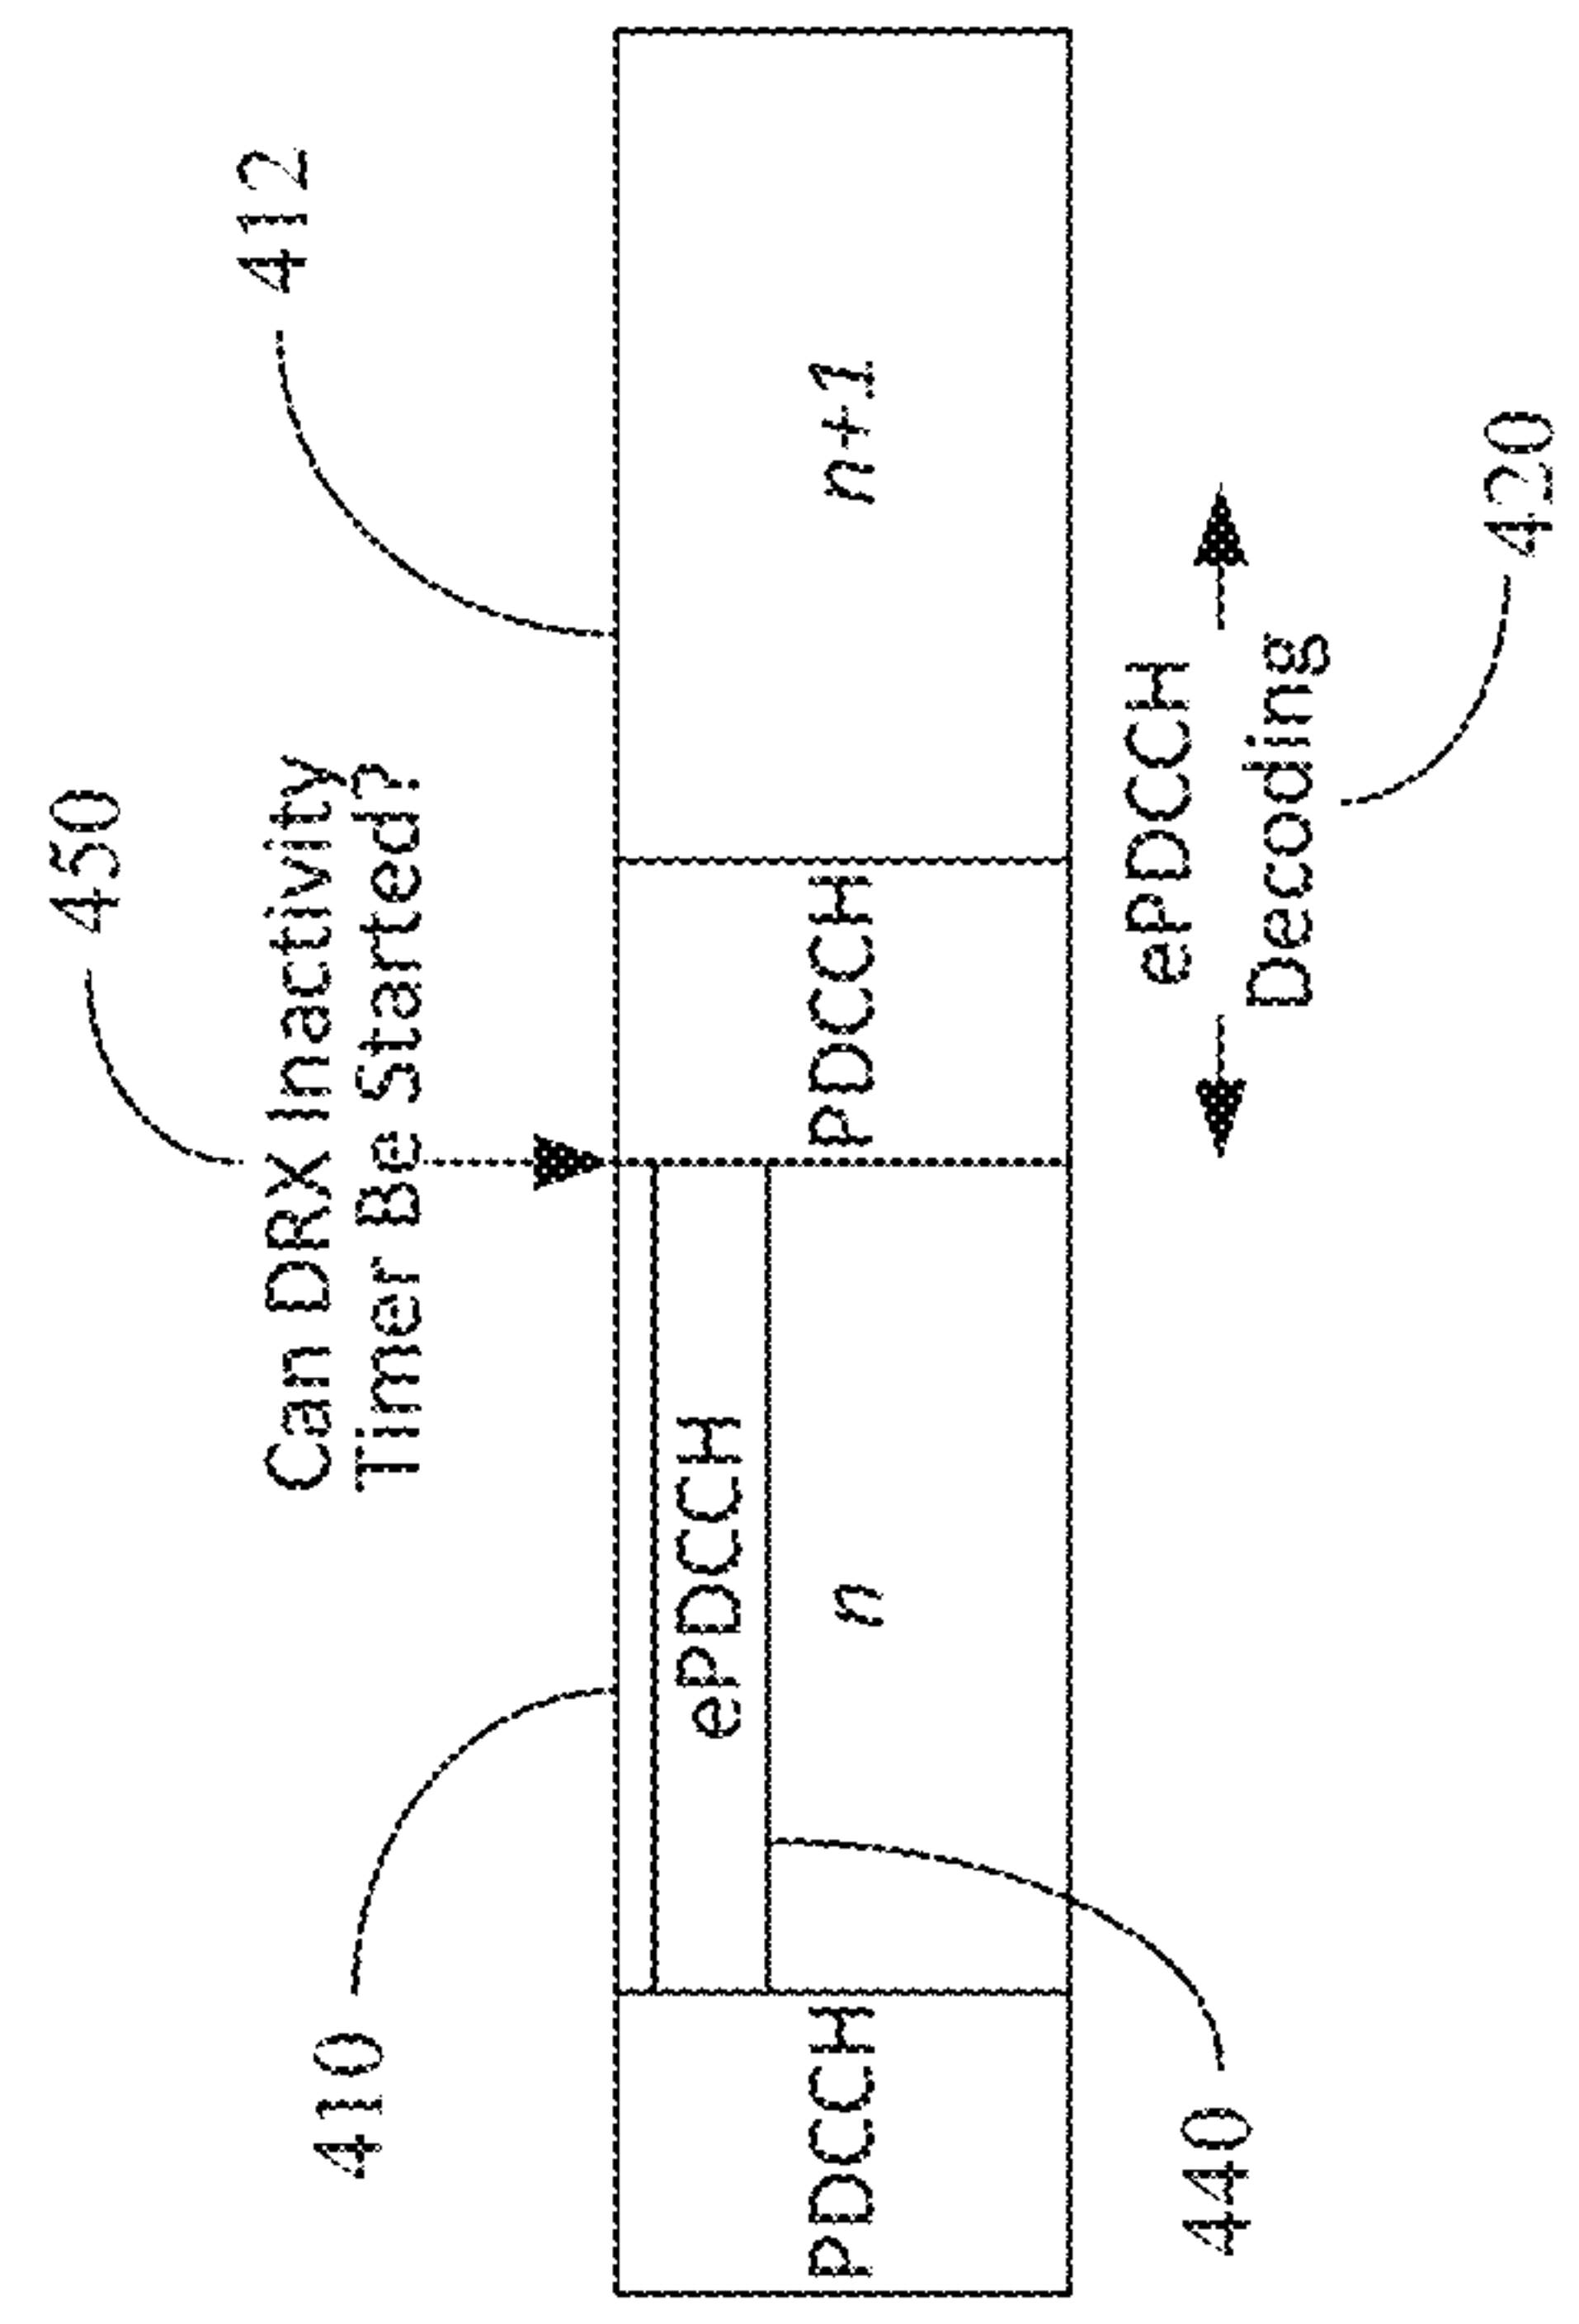 450
Can DRX Inactivity
Timer Be Started?
412
410
ePDCCH
PDCCH
n
PDCCH
n+1
440
ePDCCH
Decoding
420